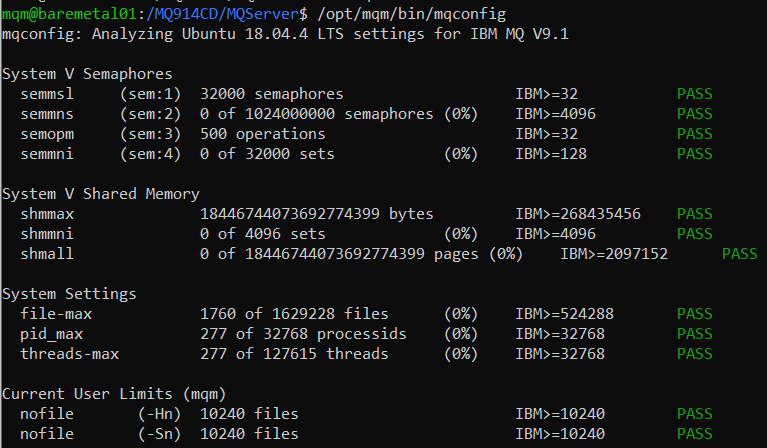 mqm@baremetal01:/MQ914CD/MQServer$ /opt/mqm/bin/mqconfig
mqconfig: Analyzing Ubuntu 18.04.4 LTS settings for IBM MQ V9.1
System V Semaphores
semmsl (sem:1) 32000 semaphores IBM>=32 PASS
semmns (sem:2) 0 of 1024000000 semaphores (0%) IBM>=4096 PASS
semopm (sem:3) 500 operations IBM>=32 PASS
semmni (sem:4) 0 of 32000 sets (0%) IBM>=128 PASS
System V Shared Memory
shmmax 18446744073692774399 bytes IBM>=268435456 PASS
shmmni 0 of 4096 sets (0%) IBM>=4096 PASS
shmall 0 of 18446744073692774399 pages (0%) IBM>=2097152 PASS
System Settings
file-max 1760 of 1629228 files (0%) IBM>=524288 PASS
pid_max 277 of 32768 processids (0%) IBM>=32768 PASS
threads-max 277 of 127615 threads (0%) IBM>=32768 PASS
Current User Limits (mqm)
nofile (-Hn) 10240 files IBM>=10240 PASS
nofile (-Sn) 10240 files IBM>=10240 PASS